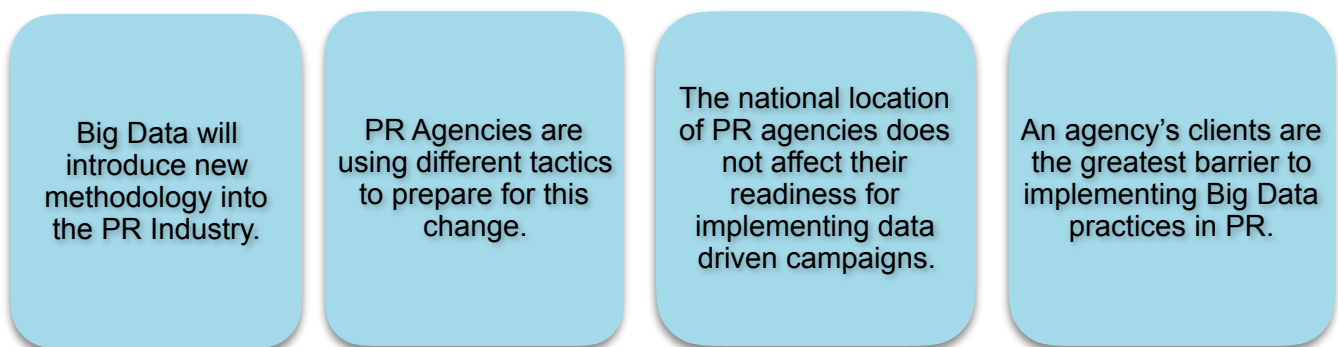 Big Data will
introduce new
methodology into
the PR Industry.
PR Agencies are
using different tactics
to prepare for this
change.
The national location
of PR agencies does
not affect their
readiness for
implementing data
driven campaigns.
An agency’s clients are
the greatest barrier to
implementing Big Data
practices in PR.